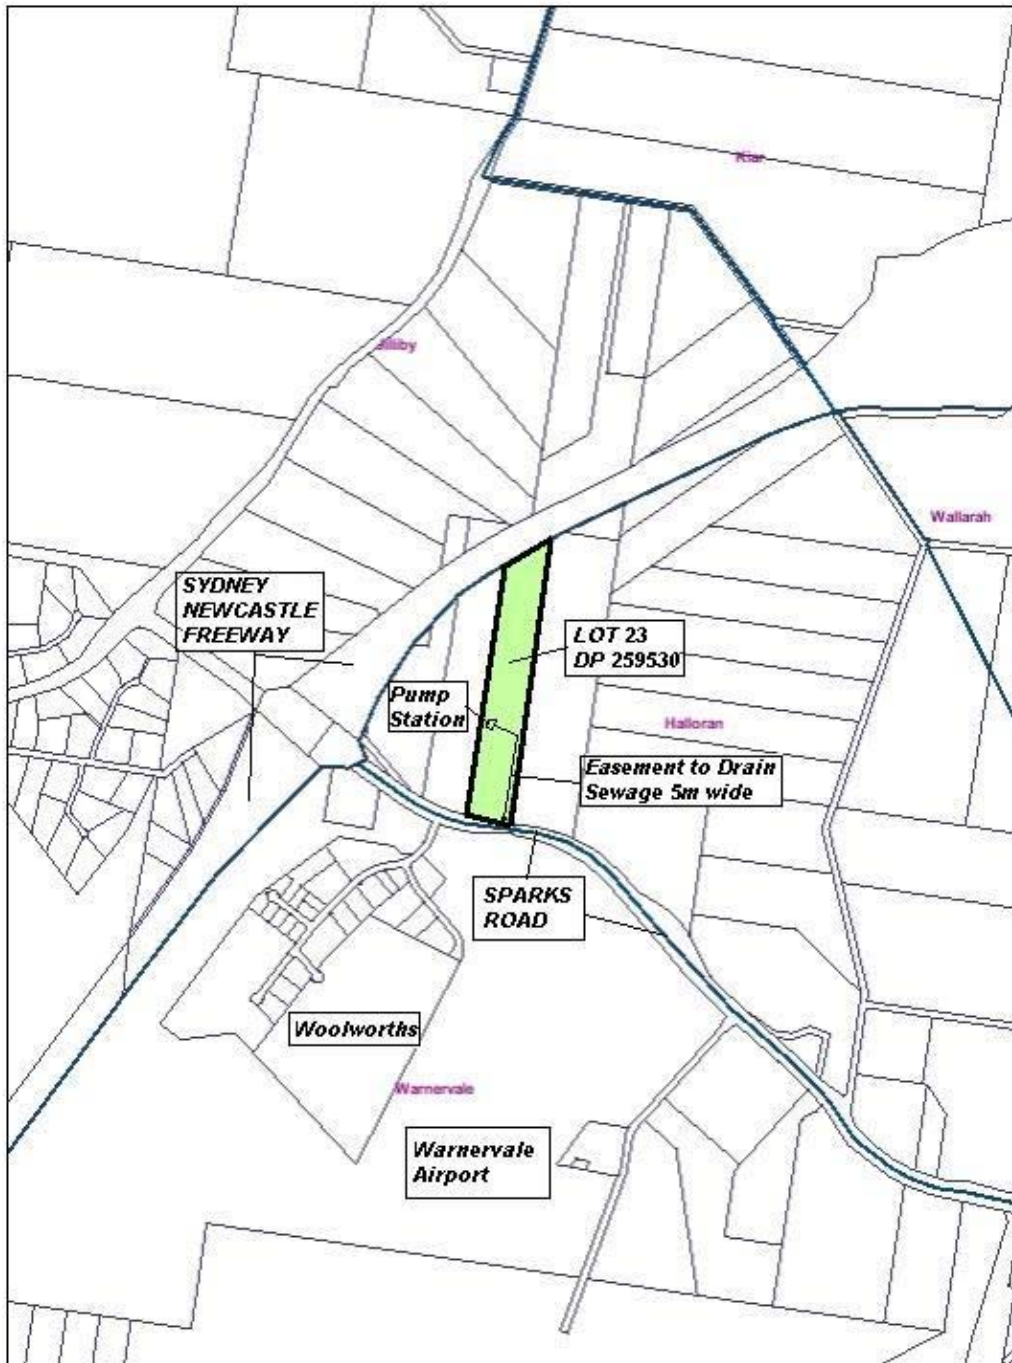 Kiar
Jilliby
Wallarah
SYDNEY
NEWCASTLE
FREEWAY
LOT 23
DP 259530
Pump
Station
Halloran
Easement to Drain
Sewage 5m wide
SPARKS
ROAD
Woolworths
Warnervale
Warnervale
Airport